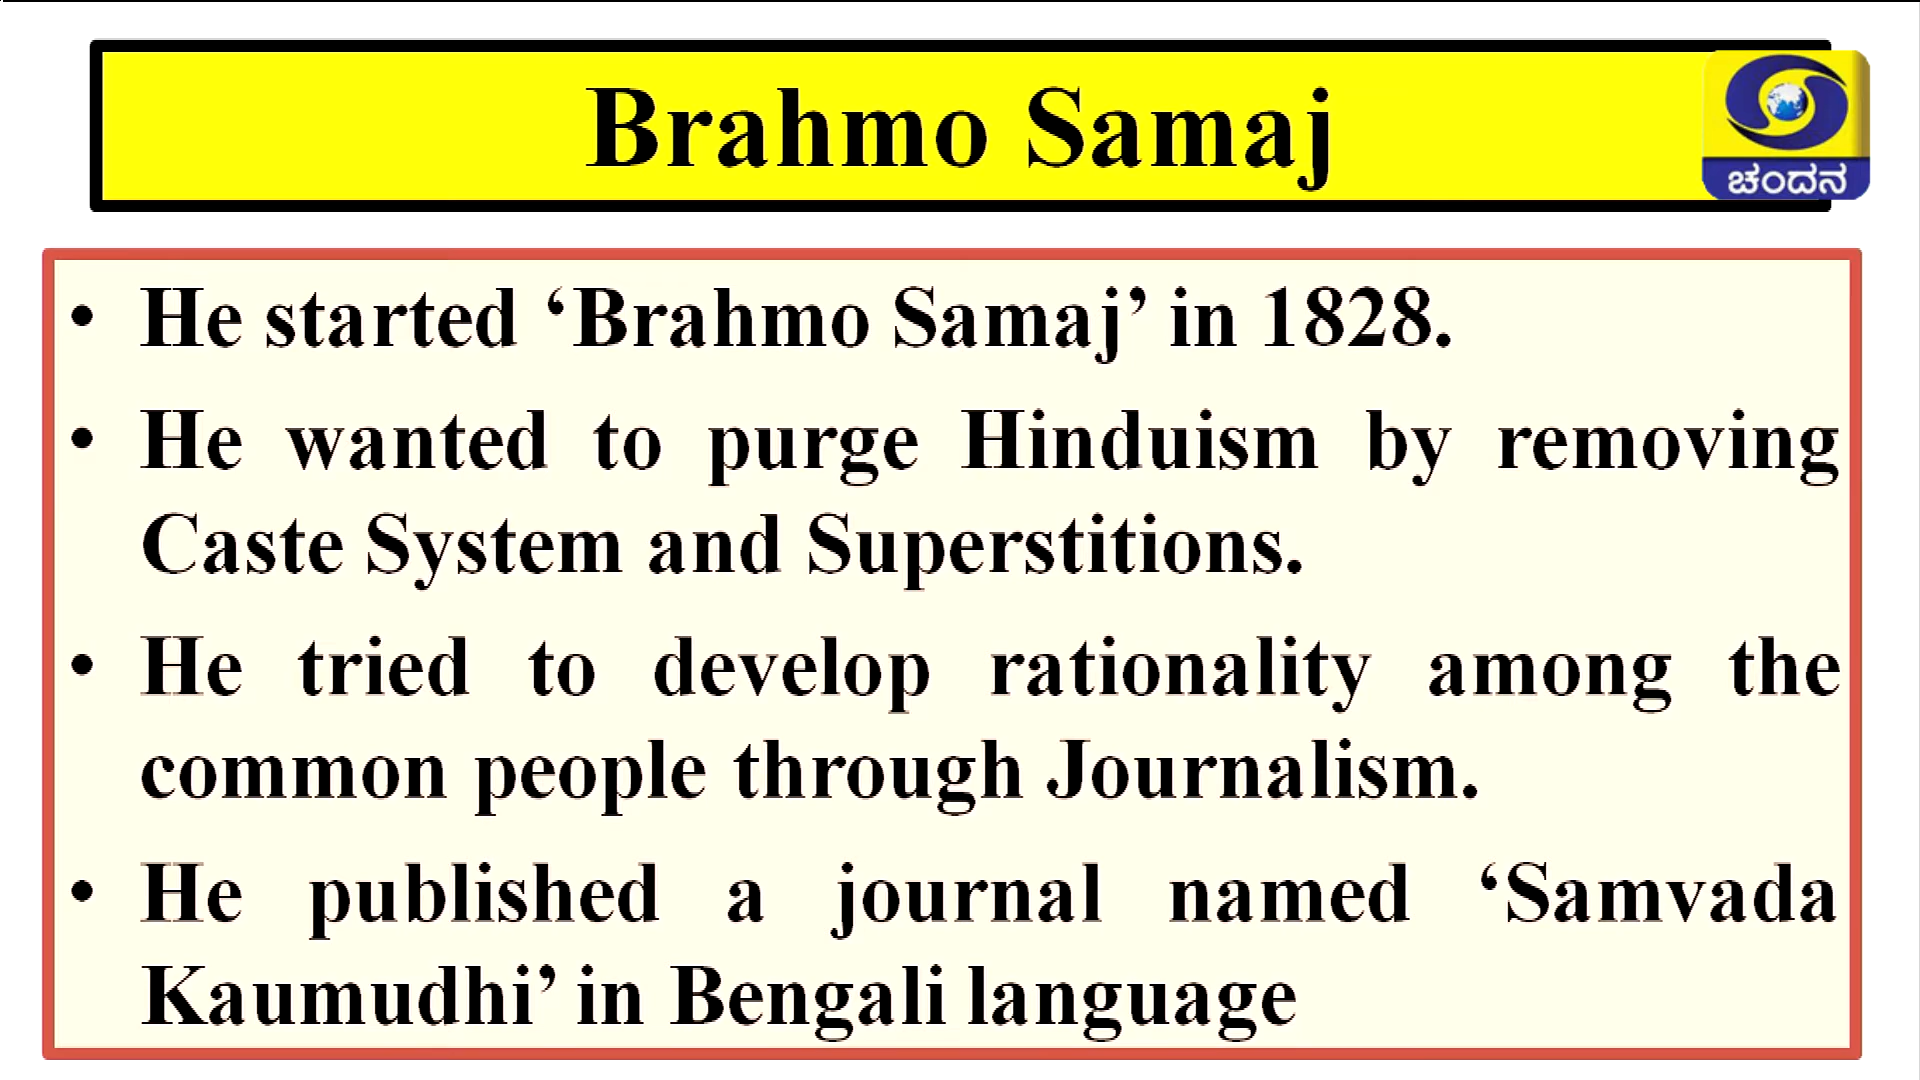 Brahmo Samaj
ಚಂದನ
• He started ‘Brahmo Samaj’ in 1828.
• He wanted to purge Hinduism by removing
Caste System and Superstitions.
• He tried to develop rationality among the
common people through Journalism.
• He published a journal named ‘Samvada
Kaumudhi’ in Bengali language